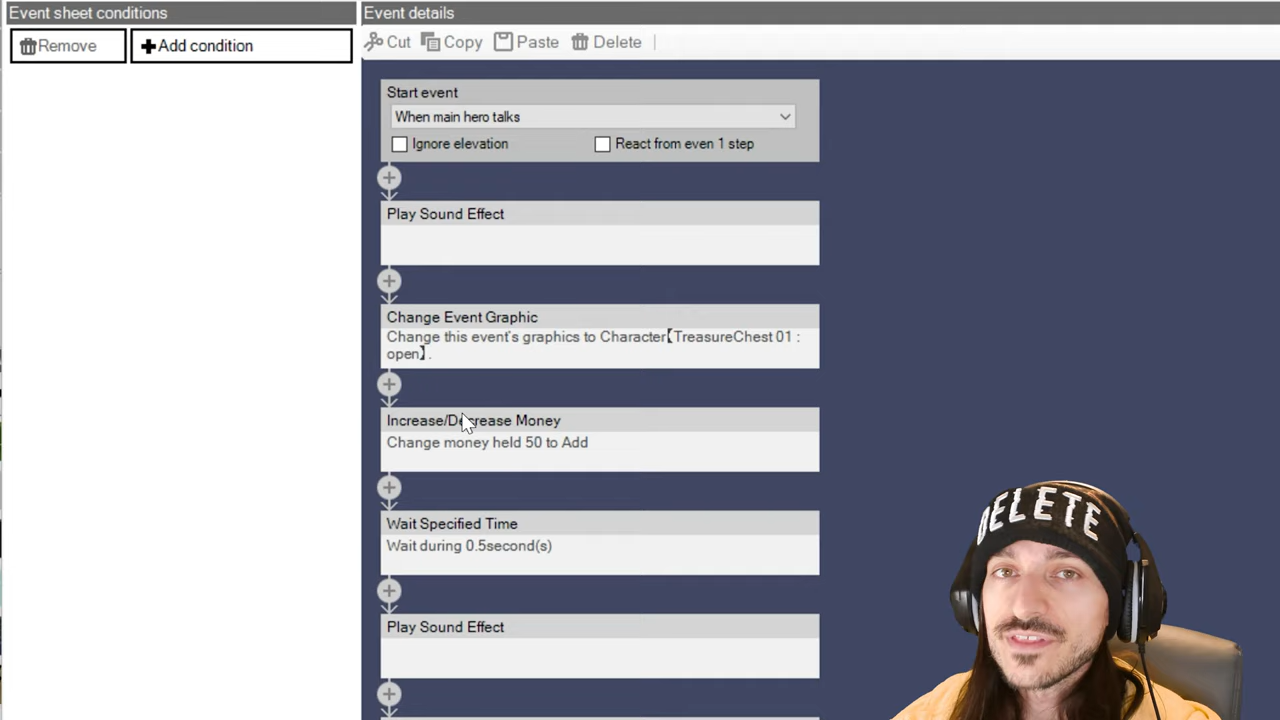 Event sheet conditions
Event details
Remove
Add condition
Cut Copy Paste Delete
Start event
When main hero talks
Ignore elevation
React from even 1 step
Play Sound Effect
Change Event Graphic
Change this event's graphics to Character【TreasureChest 01 :
open】.
Increase/Decrease Money
Change money held 50 to Add
Wait Specified Time
Wait during 0.5second(s)
Play Sound Effect
DELETE